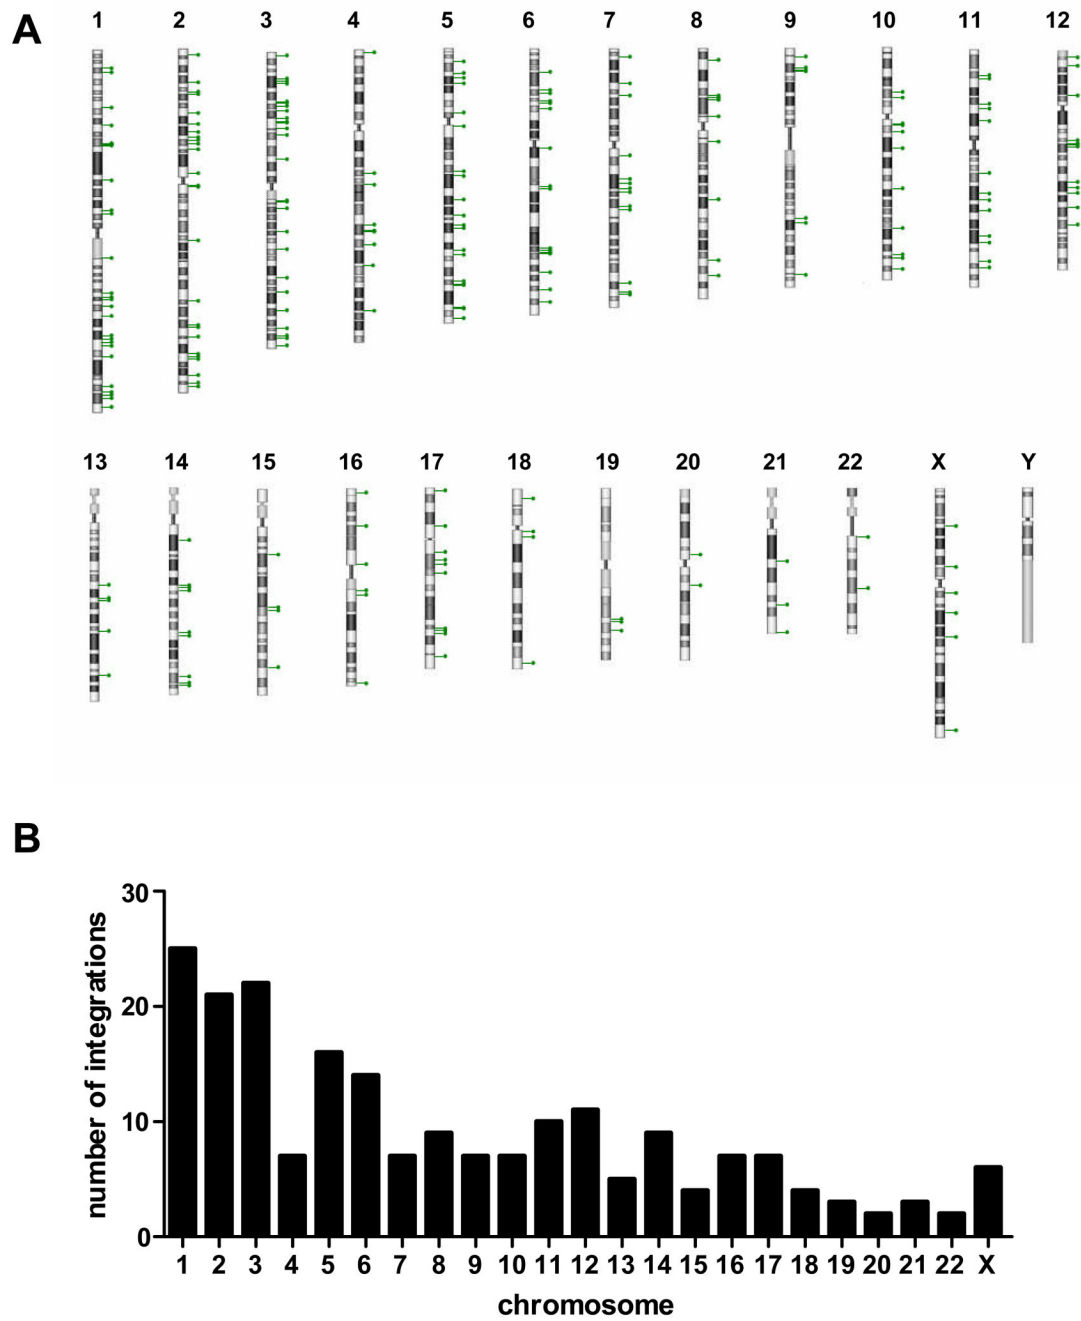 A
1 2 3 4 5 6 7 8 9 10 11 12
13 14 15 16 17 18 19 20 21 22 X Y
B
30
20
10
0
number of integrations
1 2 3 4 5 6 7 8 9 10 11 12 13 14 15 16 17 18 19 20 21 22 X
chromosome